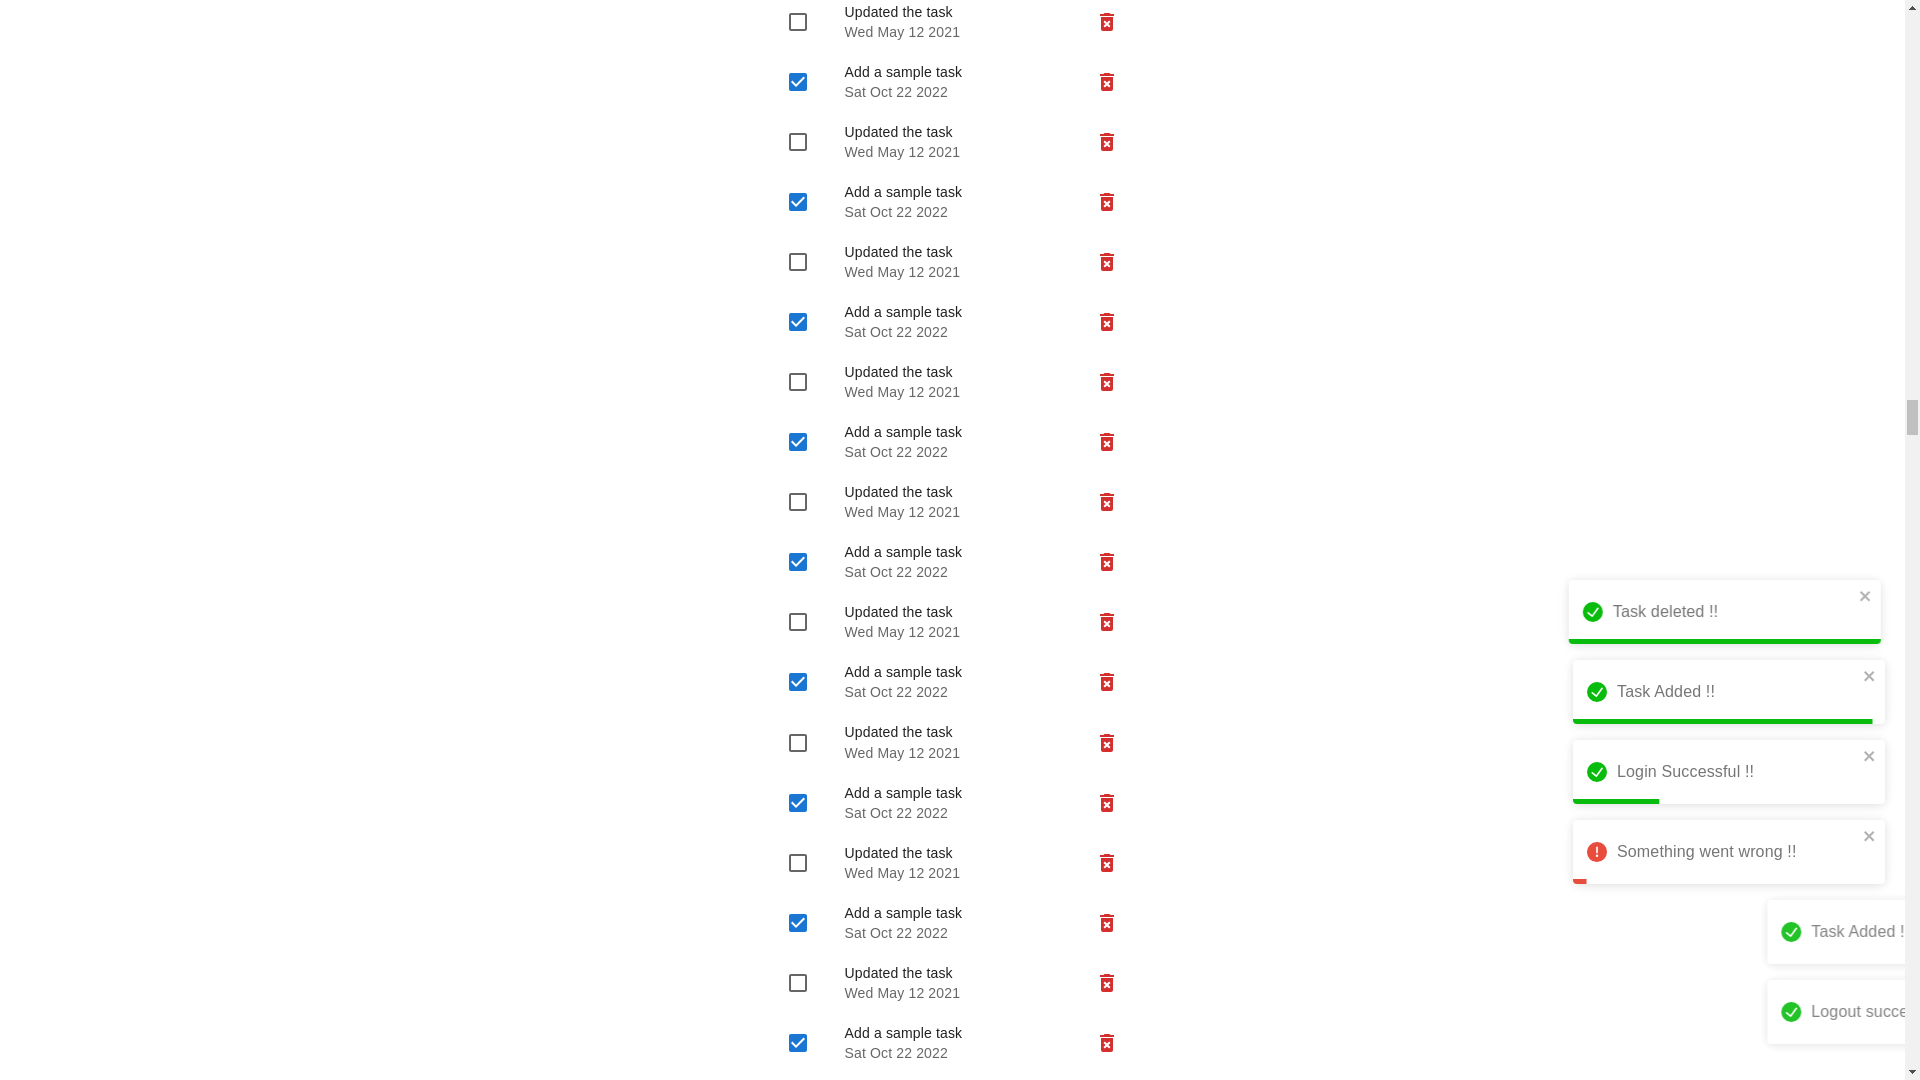 Updated the task
Wed May 12 2021
Add a sample task
Sat Oct 22 2022
Updated the task
Wed May 12 2021
Add a sample task
Sat Oct 22 2022
Updated the task
Wed May 12 2021
Add a sample task
Sat Oct 22 2022
Updated the task
Wed May 12 2021
Add a sample task
Sat Oct 22 2022
Updated the task
Wed May 12 2021
Add a sample task
Sat Oct 22 2022
Updated the task
Wed May 12 2021
Add a sample task
Sat Oct 22 2022
Updated the task
Wed May 12 2021
Add a sample task
Sat Oct 22 2022
Updated the task
Wed May 12 2021
Add a sample task
Sat Oct 22 2022
Updated the task
Wed May 12 2021
Add a sample task
Sat Oct 22 2022
Task deleted !!
Task Added !!
Login Successful !!
Something went wrong !!
Task Added !
Logout succe